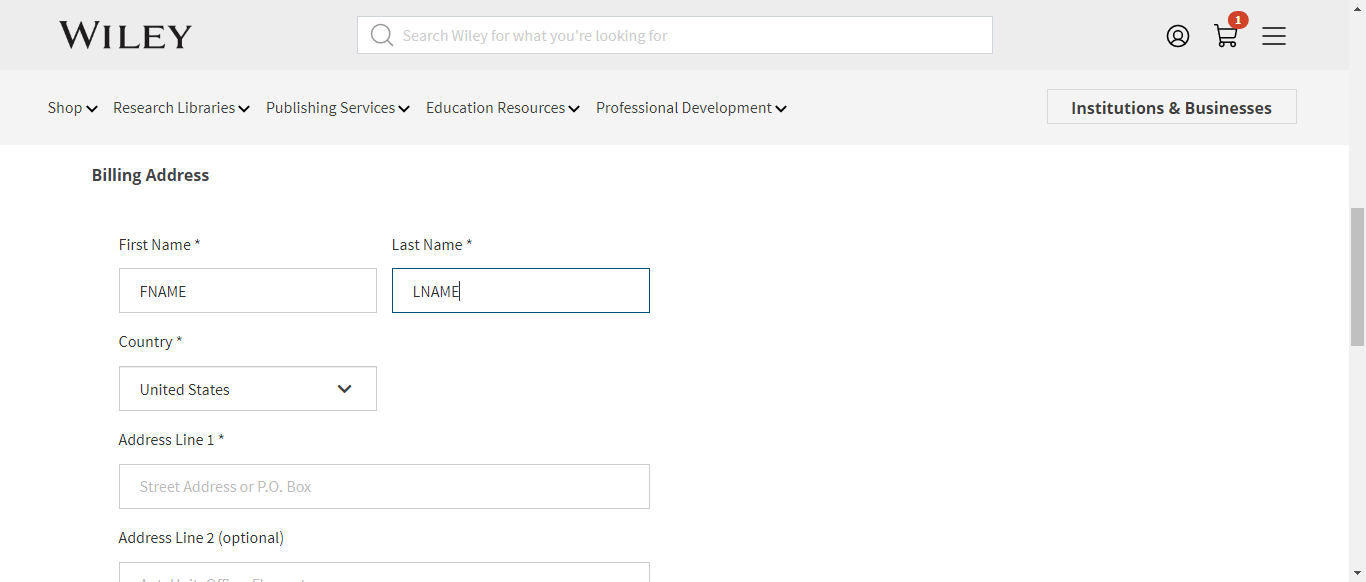 WILEY
Search Wiley for what you're looking for
1
Shop Research Libraries Publishing Services Education Resources Professional Development Institutions & Businesses
Billing Address
First Name * Last Name *
FNAME LNAME
Country *
United States
Address Line 1 *
Street Address or P.O. Box
Address Line 2 (optional)